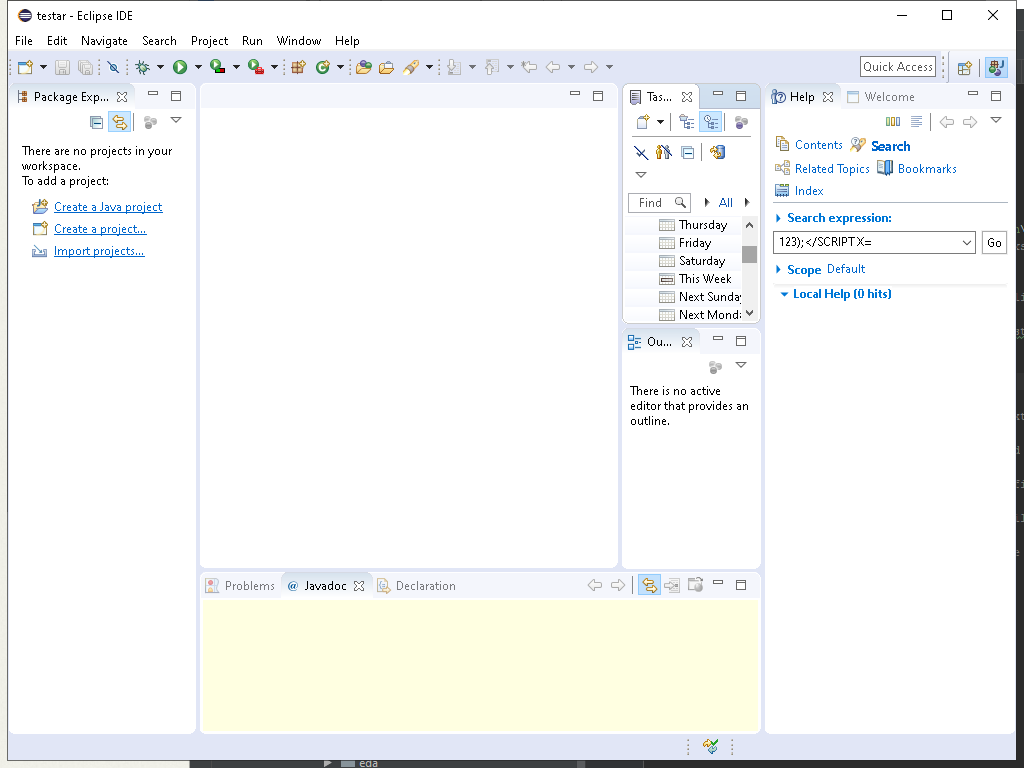 testar - Eclipse IDE
File Edit Navigate Search Project Run Window Help
Quick Access
Package Exp...
There are no projects in your
workspace.
To add a project:
Create a Java project
Create a project...
Import projects...
Tas...
Find
All
Thursday
Friday
Saturday
This Week
Next Sunday
Next Monda
Ou...
There is no active
editor that provides an
outline.
Help
Welcome
Contents Search
Related Topics Bookmarks
Index
Search expression:
123);</SCRIPT X=
Go
Scope Default
Local Help (0 hits)
Problems @ Javadoc Declaration
eda